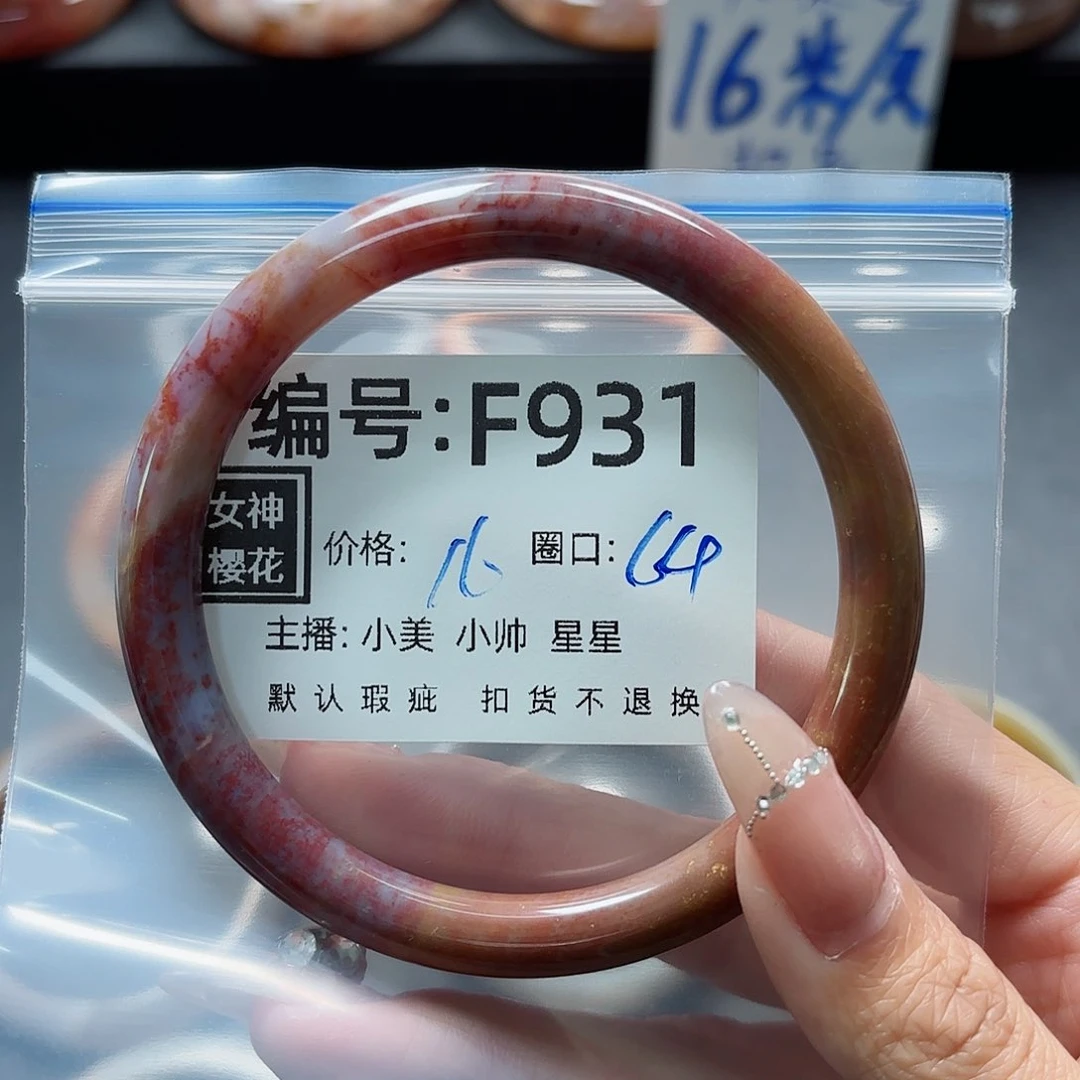 16
编号:F931
女神
樱花
价格: 16 圈口: 64
主播: 小美 小帅 星星
默认瑕疵 扣货不退换